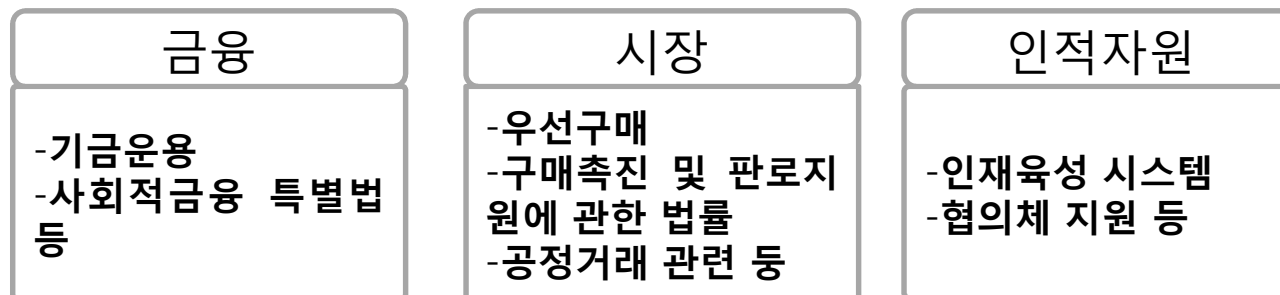 금융
-기금운용
-사회적금융 특별법
등
시장
-우선구매
-구매촉진 및 판로지
원에 관한 법률
-공정거래 관련 둥
인적자원
-인재육성 시스템
-협의체 지원 등